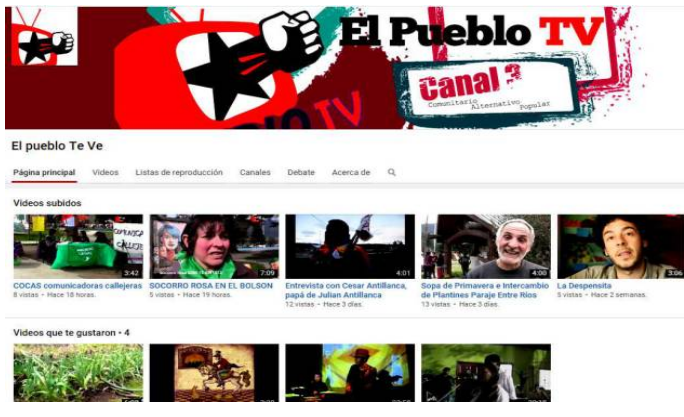 El Pueblo TV
Canal 3
Comunitario Alternativo Popular
El pueblo Te Ve
Página principal Videos Listas de reproducción Canales Debate Acerca de
Videos subidos
3:42 7:09 4:01 4:00 3:06
COCAS comunicadoras callejeras
8 vistas • Hace 18 horas.
SOCORRO ROSA EN EL BOLSON
5 vistas • Hace 19 horas.
Entrevista con Cesar Antillanca,
papá de Julian Antillanca
12 vistas • Hace 3 días.
Sopa de Primavera e Intercambio
de Plantines Paraje Entre Ríos
13 vistas • Hace 3 días.
La Despensita
5 vistas • Hace 2 semanas.
Videos que te gustaron • 4